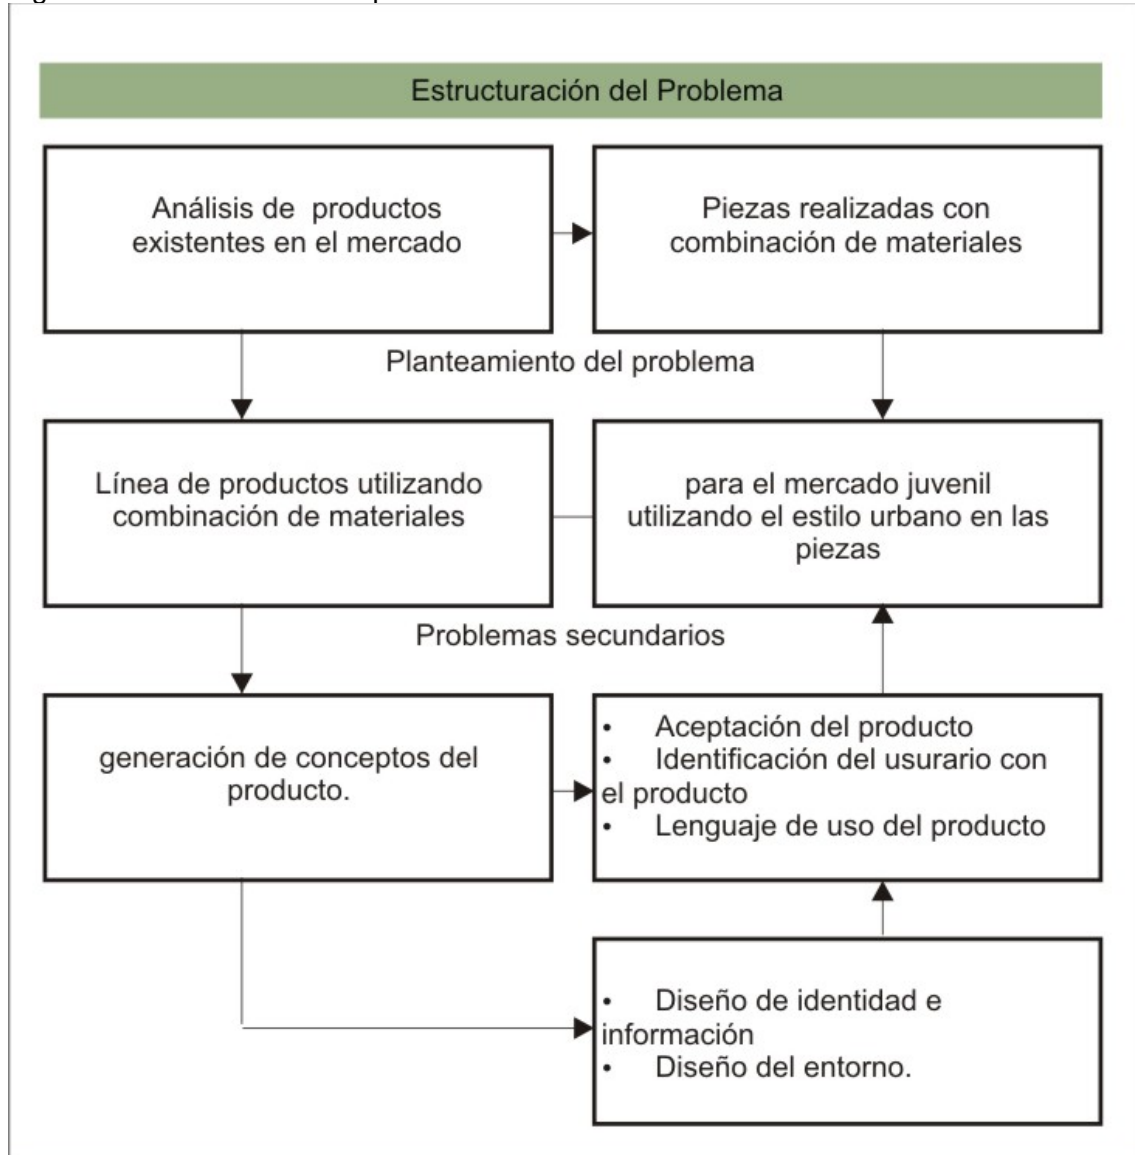 Estructuración del Problema
Análisis de productos
existentes en el mercado
Piezas realizadas con
combinación de materiales
Planteamiento del problema
Línea de productos utilizando
combinación de materiales
para el mercado juvenil
utilizando el estilo urbano en las
piezas
Problemas secundarios
generación de conceptos del
producto.
• Aceptación del producto
• Identificación del usurario con
el producto
• Lenguaje de uso del producto
• Diseño de identidad e
información
• Diseño del entorno.